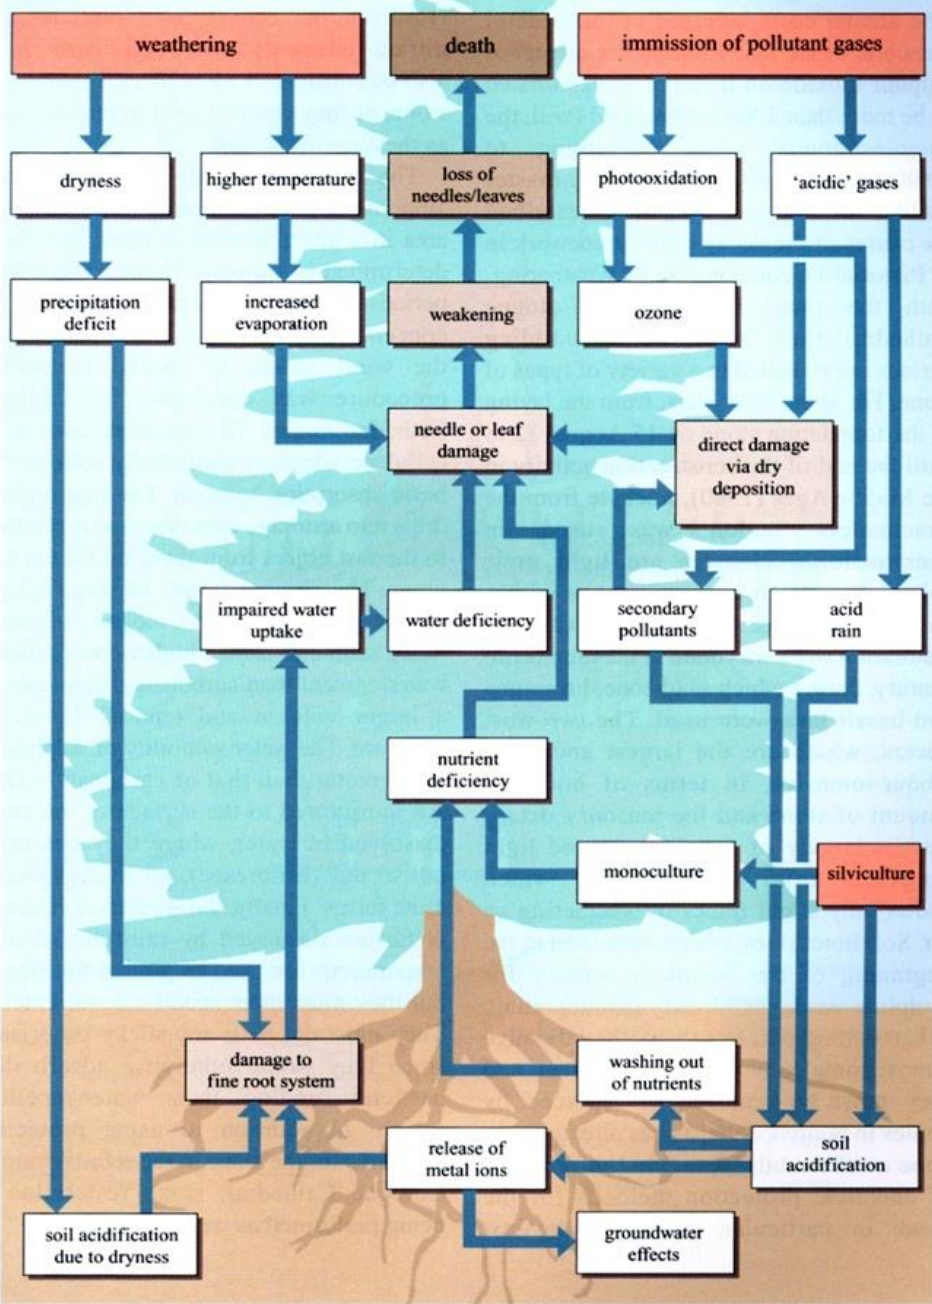 weathering
death
immission of pollutant gases
dryness
higher temperature
loss of
needles/leaves
photooxidation
‘acidic’ gases
precipitation
deficit
increased
evaporation
weakening
ozone
needle or leaf
damage
direct damage
via dry
deposition
impaired water
uptake
water deficiency
secondary
pollutants
acid
rain
nutrient
deficiency
monoculture
silviculture
damage to
fine root system
washing out
of nutrients
release of
metal ions
soil
acidification
soil acidification
due to dryness
groundwater
effects